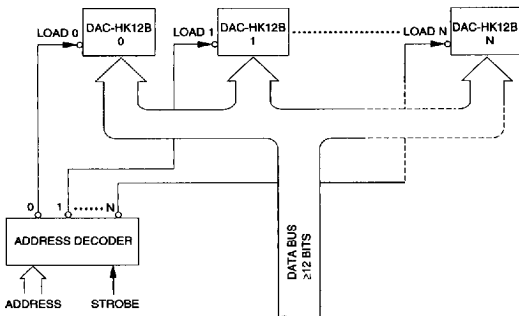 LOAD 0
DAC-HK12B
0
LOAD 1
DAC-HK12B
1
LOAD N
DAC-HK12B
N
0
1
N
ADDRESS DECODER
ADDRESS
STROBE
DATA BUS
≥12 BITS